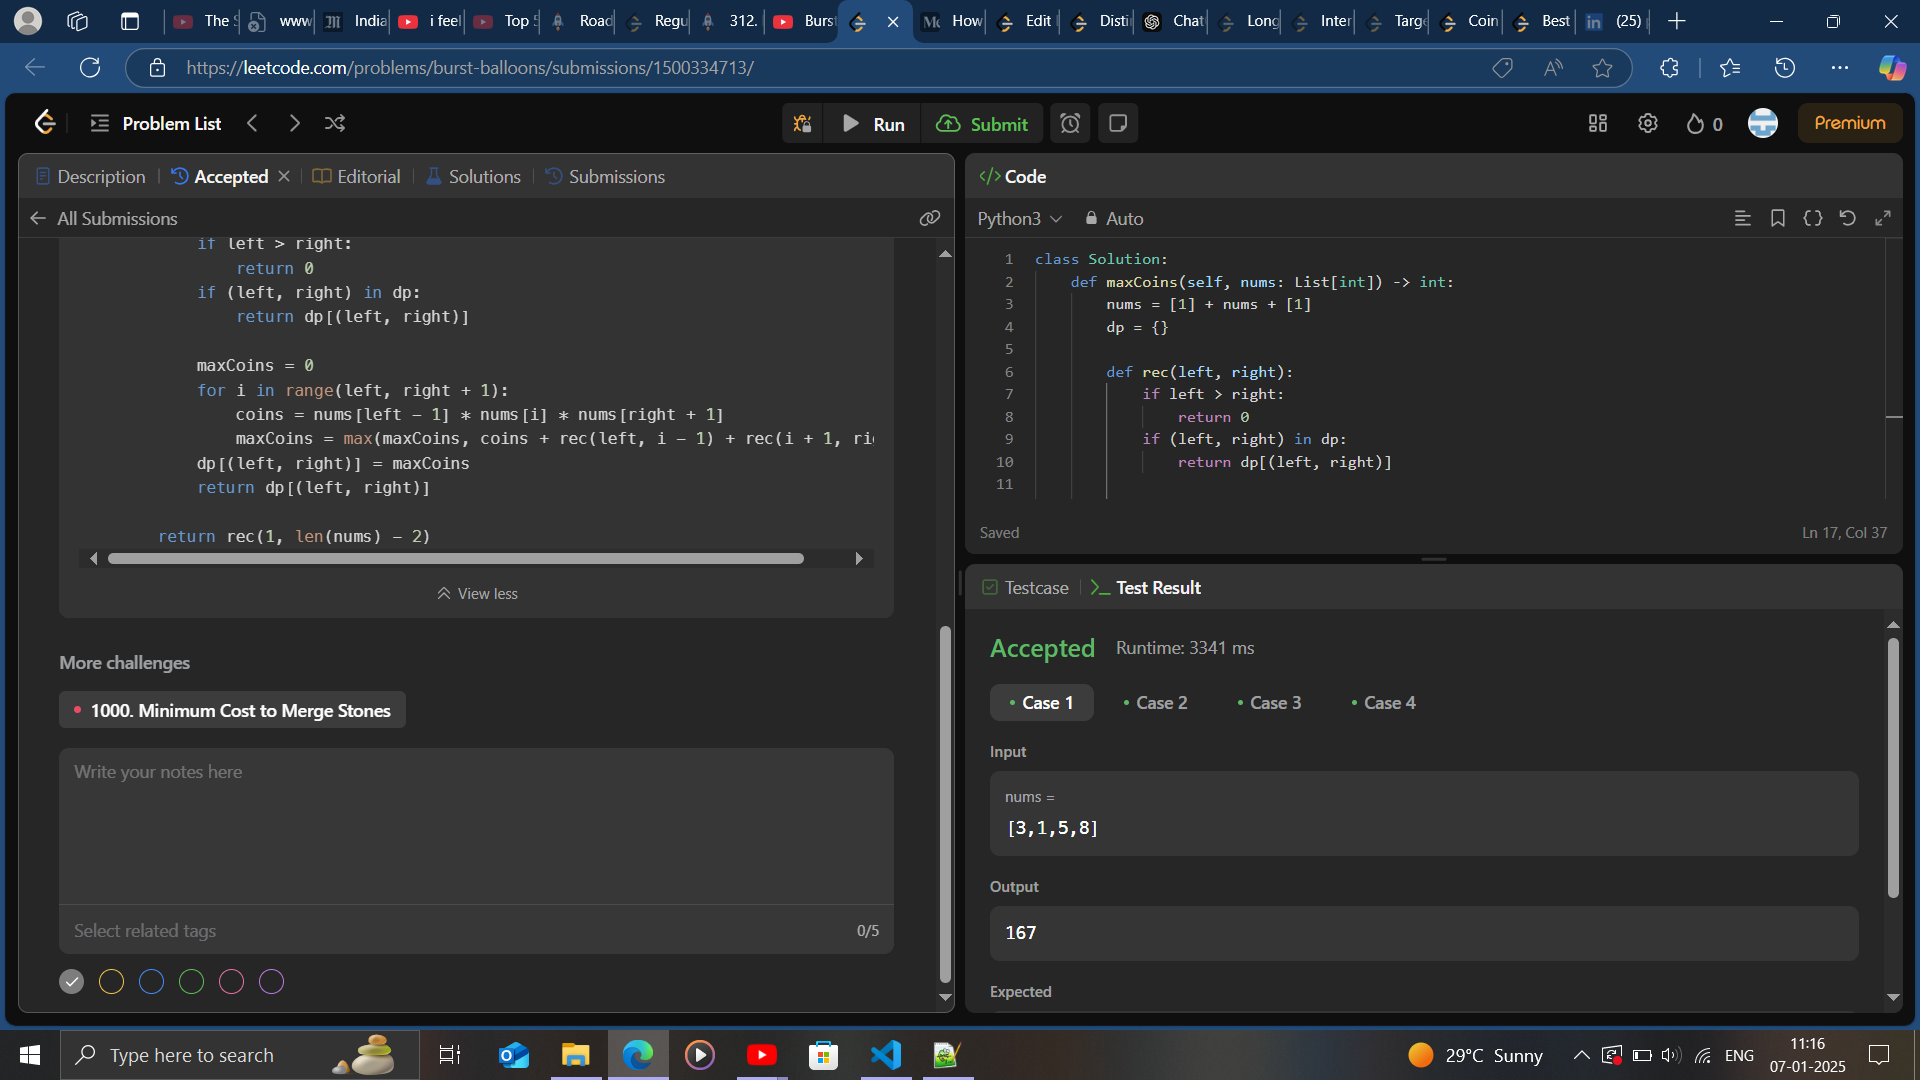 The S
www
India
i feel
Top 5
Road
Regu
312.
Burst
How
Edit
Disti
Chat
Long
Inter
Targe
Coin
Best
(25)
https://leetcode.com/problems/burst-balloons/submissions/1500334713/
Problem List
Run
Submit
0
Premium
Description
Accepted
Editorial
Solutions
Submissions
All Submissions
if left > right:
return 0
if (left, right) in dp:
return dp[(left, right)]
maxCoins = 0
for i in range(left, right + 1):
coins = nums[left - 1] * nums[i] * nums[right + 1]
maxCoins = max(maxCoins, coins + rec(left, i - 1) + rec(i + 1, ri
dp[(left, right)] = maxCoins
return dp[(left, right)]
return rec(1, len(nums) - 2)
View less
More challenges
1000. Minimum Cost to Merge Stones
Write your notes here
Select related tags
0/5
</> Code
Python3
Auto
1 class Solution:
2 def maxCoins(self, nums: List[int]) -> int:
3 nums = [1] + nums + [1]
4 dp = {}
5
6 def rec(left, right):
7 if left > right:
8 return 0
9 if (left, right) in dp:
10 return dp[(left, right)]
11
Saved
Ln 17, Col 37
Testcase
Test Result
Accepted
Runtime: 3341 ms
Case 1
Case 2
Case 3
Case 4
Input
nums =
[3,1,5,8]
Output
167
Expected
Type here to search
29°C Sunny
ENG
11:16
07-01-2025